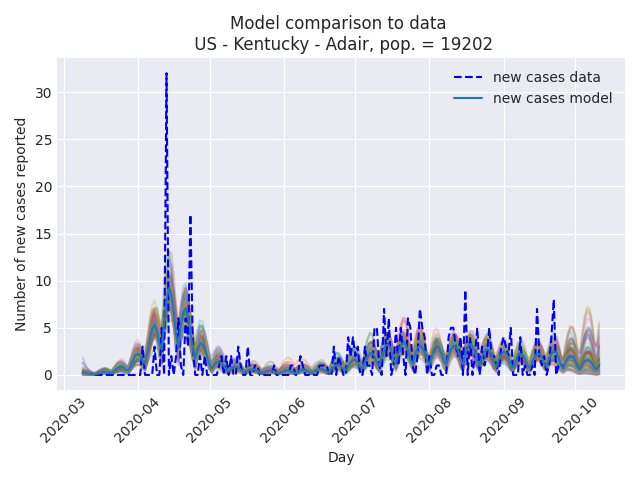 Model comparison to data
US - Kentucky - Adair, pop. = 19202
new cases data
new cases model
Number of new cases reported
30
25
20
15
10
5
0
2020-03
2020-04
2020-05
2020-06
2020-07
2020-08
2020-09
2020-10
Day